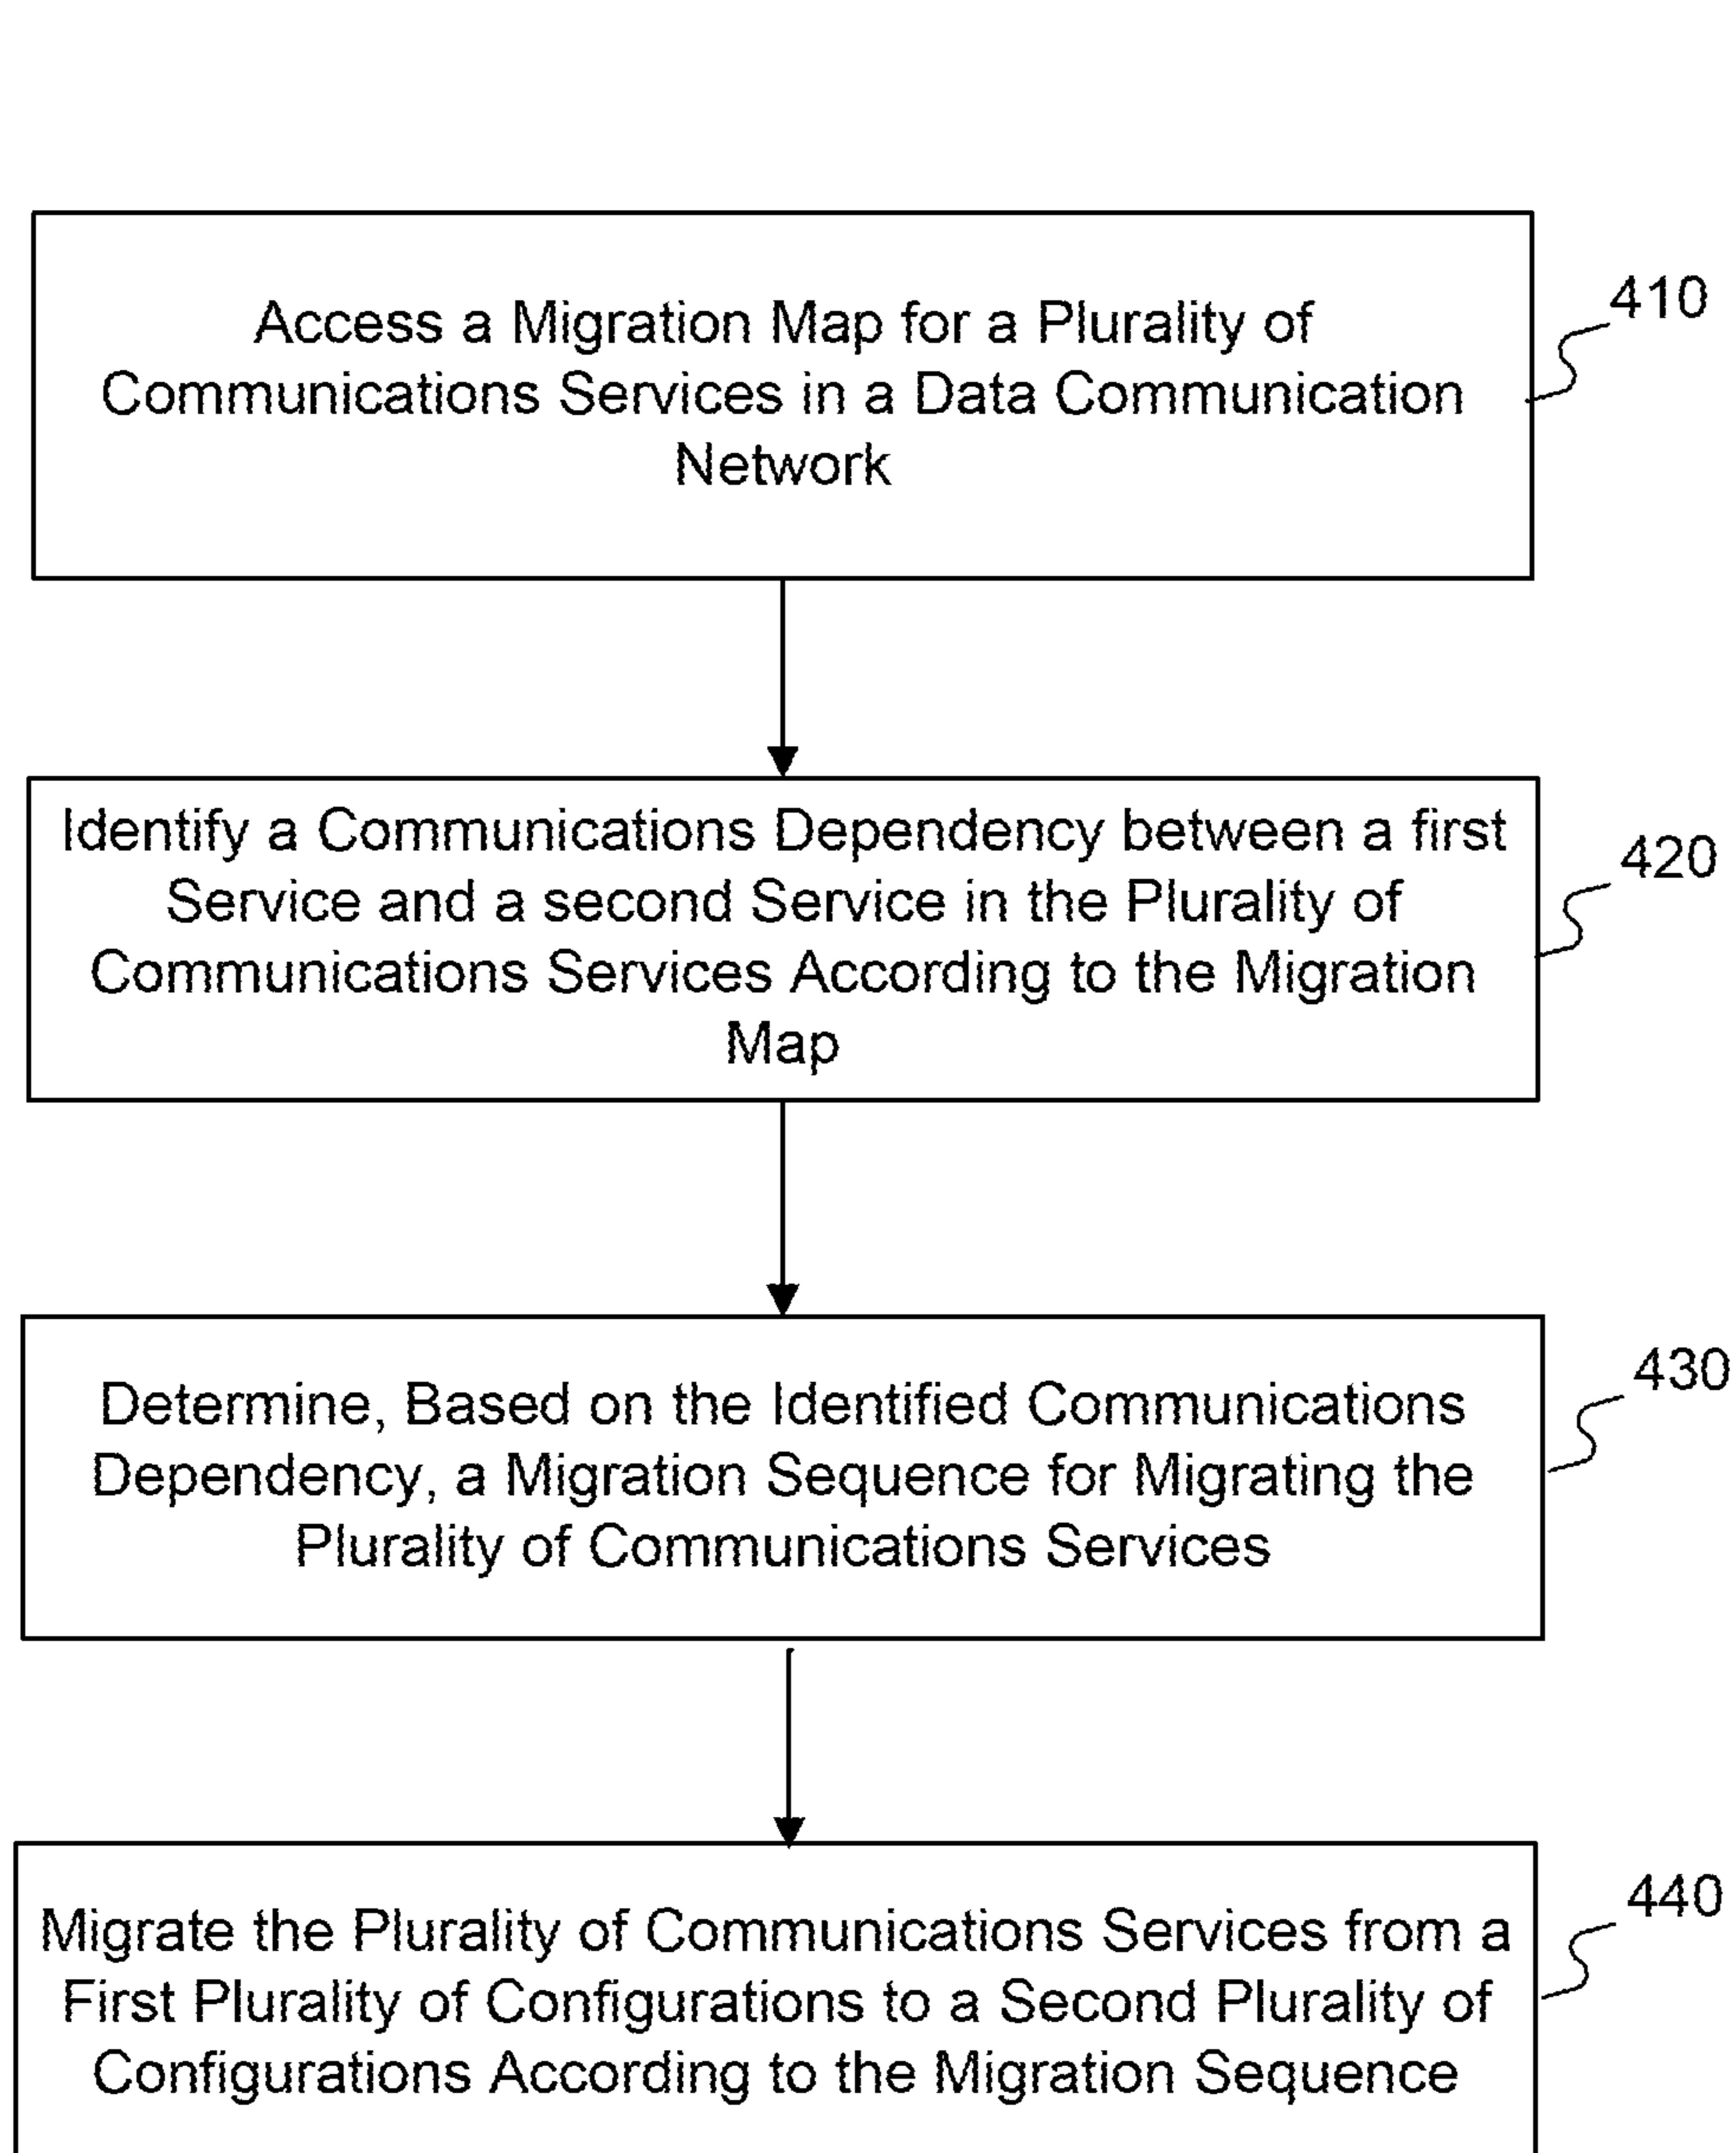 Access a Migration Map for a Plurality of
Communications Services in a Data Communication
Network
410
Identify a Communications Dependency between a first
Service and a second Service in the Plurality of
Communications Services According to the Migration
Map
420
Determine, Based on the Identified Communications
Dependency, a Migration Sequence for Migrating the
Plurality of Communications Services
430
Migrate the Plurality of Communications Services from a
First Plurality of Configurations to a Second Plurality of
Configurations According to the Migration Sequence
440